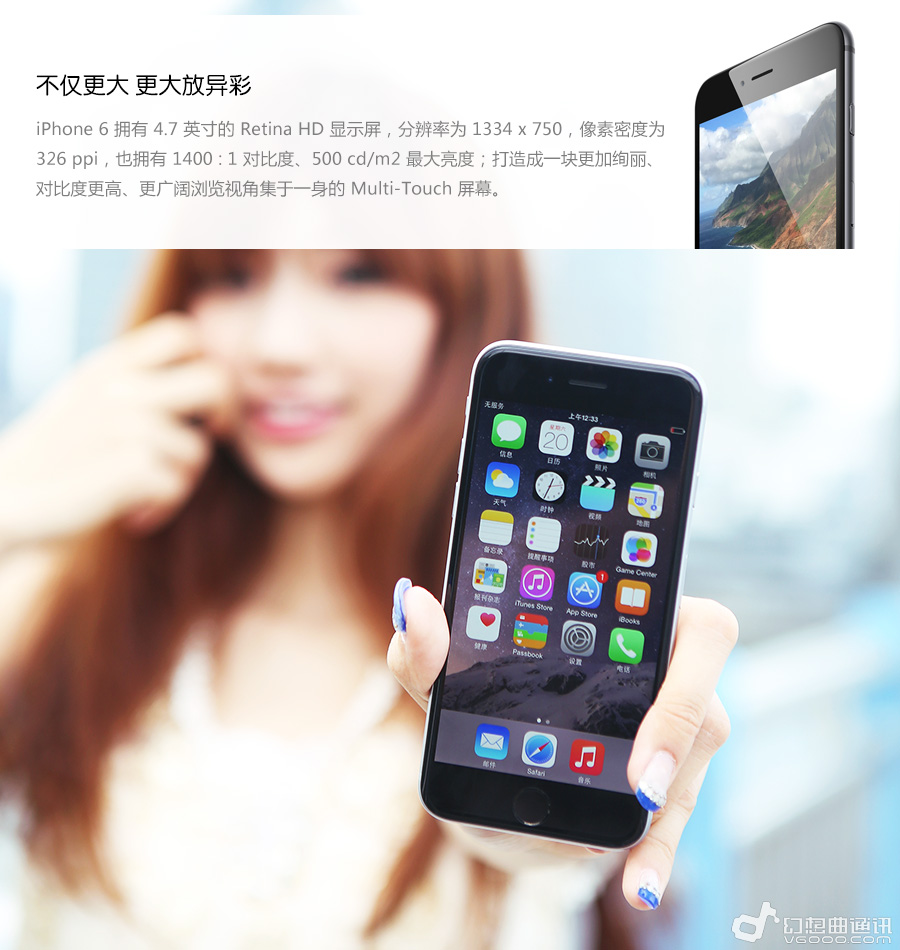 不仅更大 更大放异彩
iPhone 6 拥有 4.7 英寸的 Retina HD 显示屏，分辨率为 1334 x 750，像素密度为
326 ppi，也拥有 1400 : 1 对比度、500 cd/m2 最大亮度；打造成一块更加绚丽、
对比度更高、更广阔浏览视角集于一身的 Multi-Touch 屏幕。
无服务 上午12:33
星期六
20
信息 日历 照片 相机
天气 时钟 视频 地图
备忘录 提醒事项 股市 Game Center
1
报刊杂志 iTunes Store App Store iBooks
健康 Passbook 设置 电话
邮件 Safari 音乐
幻想曲通讯
vgooo.com